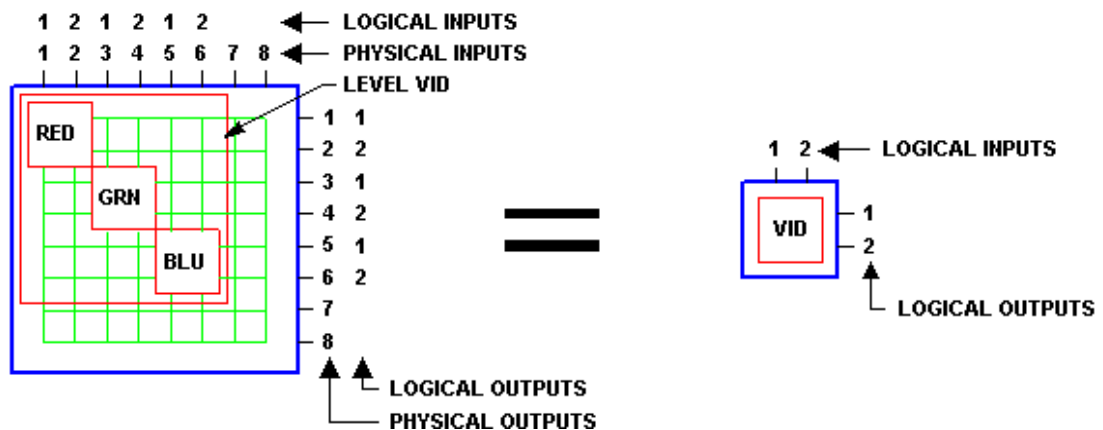 1 2 1 2 1 2 LOGICAL INPUTS
1 2 3 4 5 6 7 8 PHYSICAL INPUTS
LEVEL VID
RED
GRN
BLU
1 1
2 2
3 1
4 2
5 1
6 2
7
8
LOGICAL OUTPUTS
PHYSICAL OUTPUTS
1 2 LOGICAL INPUTS
VID
1
2
LOGICAL OUTPUTS